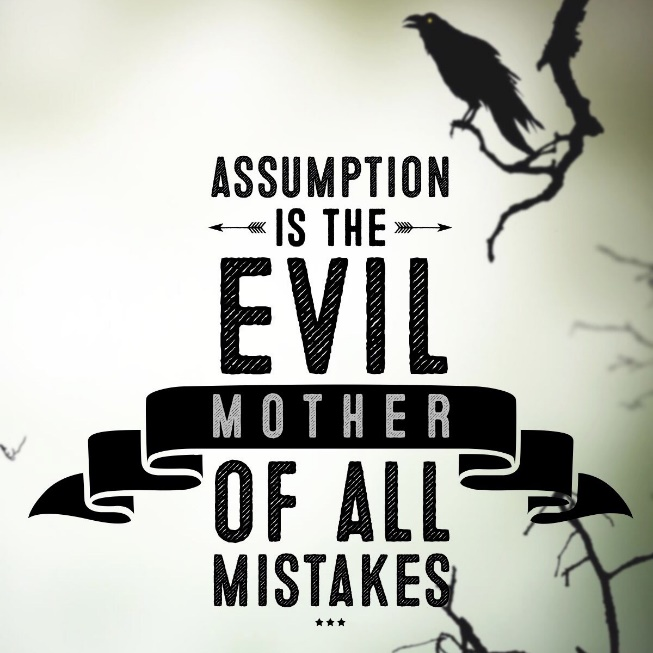 ASSUMPTION
IS THE
EVIL
MOTHER
OF ALL
MISTAKES